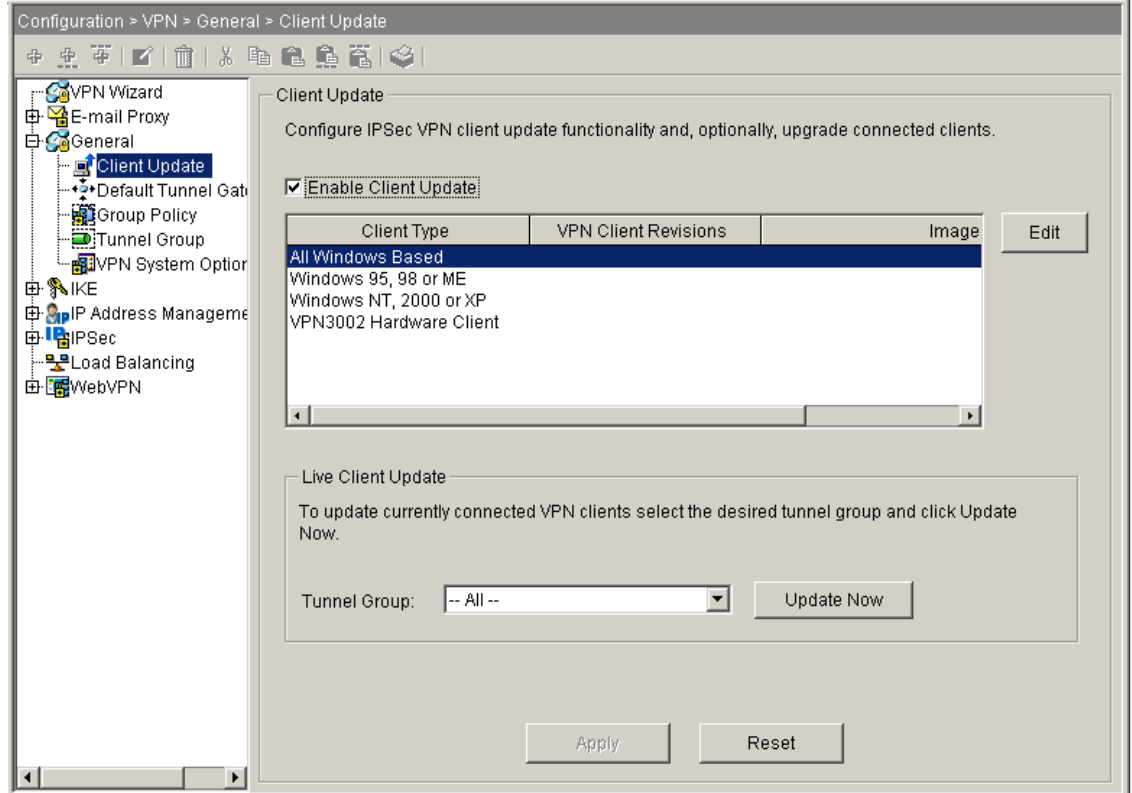 Configuration > VPN > General > Client Update
VPN Wizard
E-mail Proxy
General
Client Update
Default Tunnel Gat
Group Policy
Tunnel Group
VPN System Option
IKE
IP Address Manageme
IPSec
Load Balancing
WebVPN
Client Update
Configure IPSec VPN client update functionality and, optionally, upgrade connected clients.
Enable Client Update
Client Type VPN Client Revisions Image
All Windows Based
Windows 95, 98 or ME
Windows NT, 2000 or XP
VPN3002 Hardware Client
Edit
Live Client Update
To update currently connected VPN clients select the desired tunnel group and click Update
Now.
Tunnel Group: -- All -- Update Now
Apply Reset